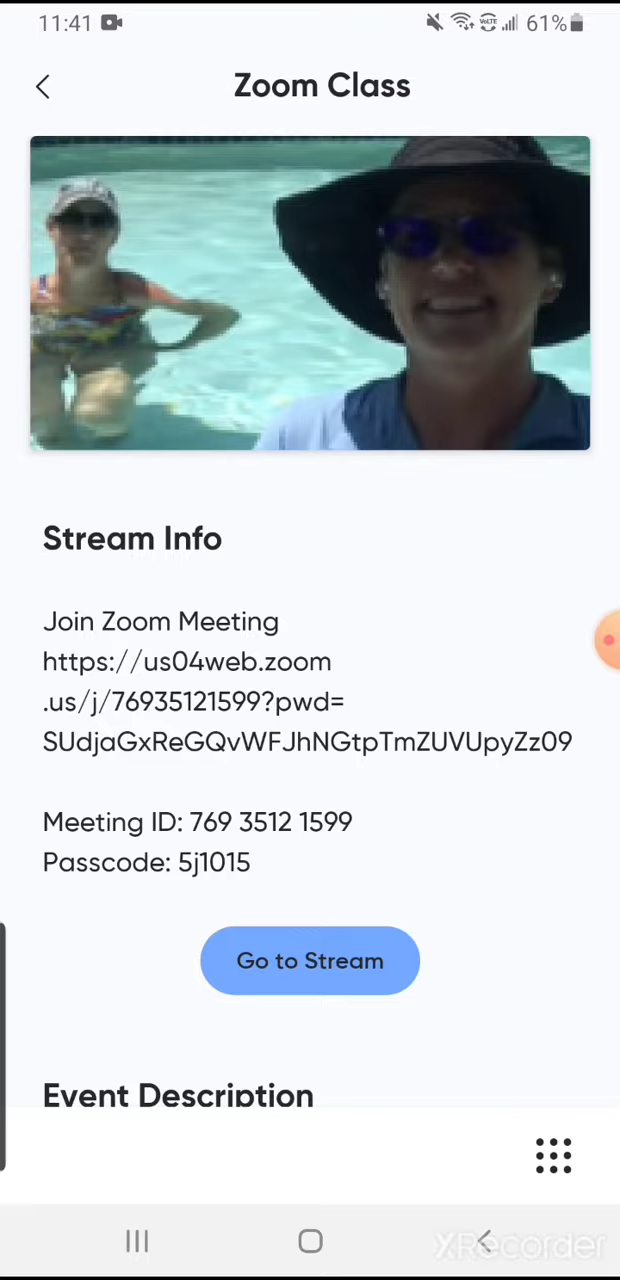 11:41 VoLTE 61%
Zoom Class
Stream Info
Join Zoom Meeting
https://us04web.zoom
.us/j/76935121599?pwd=
SUdjaGxReGQvWFJhNGtpTmZUVUpyZz09
Meeting ID: 769 3512 1599
Passcode: 5j1015
Go to Stream
Event Description
XRecorder